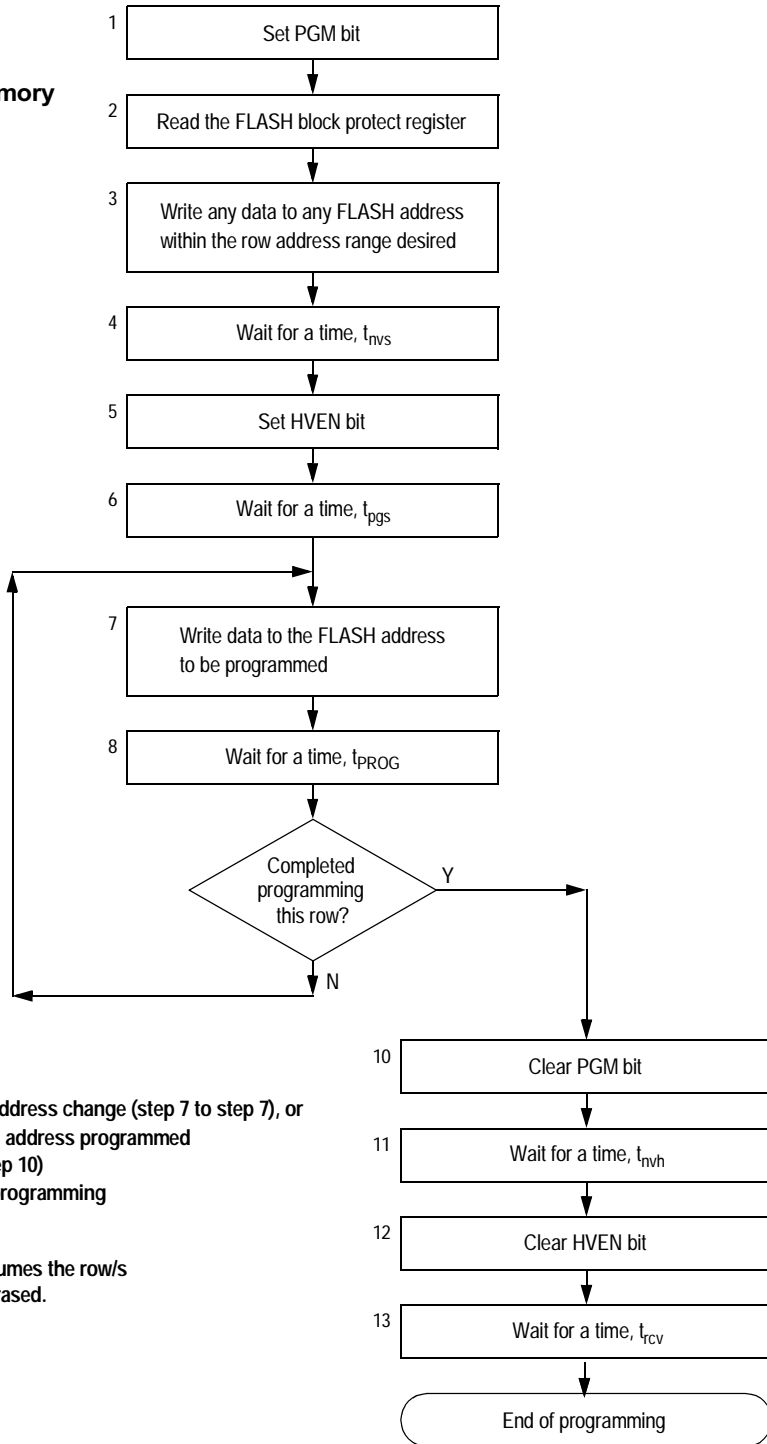 1
Set PGM bit
mory
2
Read the FLASH block protect register
3
Write any data to any FLASH address
within the row address range desired
4
Wait for a time, tnvs
5
Set HVEN bit
6
Wait for a time, tpgs
7
Write data to the FLASH address
to be programmed
8
Wait for a time, tPROG
Completed
programming
this row?
Y
N
10
Clear PGM bit
ddress change (step 7 to step 7), or
address programmed
ep 10)
rogramming
11
Wait for a time, tnvh
12
Clear HVEN bit
umes the row/s
ased.
13
Wait for a time, trcv
End of programming